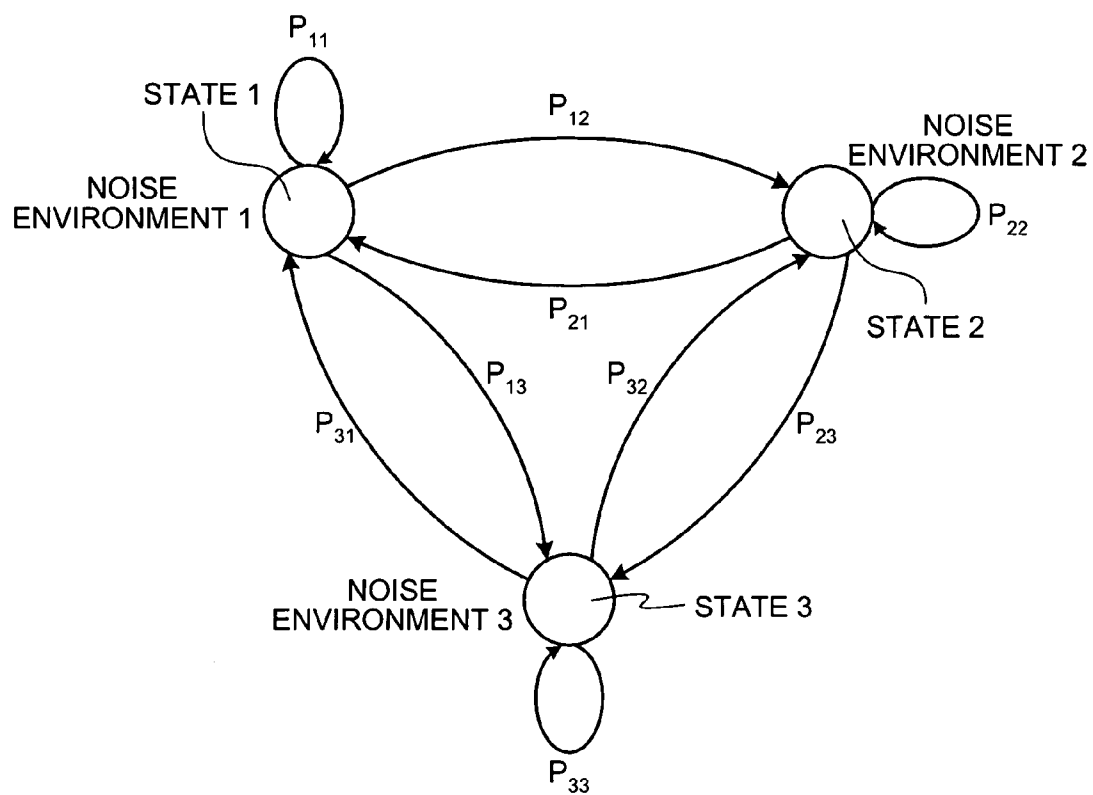 P11
STATE 1
P12
NOISE
ENVIRONMENT 2
NOISE
ENVIRONMENT 1
P22
P21
STATE 2
P13
P32
P31
P23
NOISE
ENVIRONMENT 3
STATE 3
P33